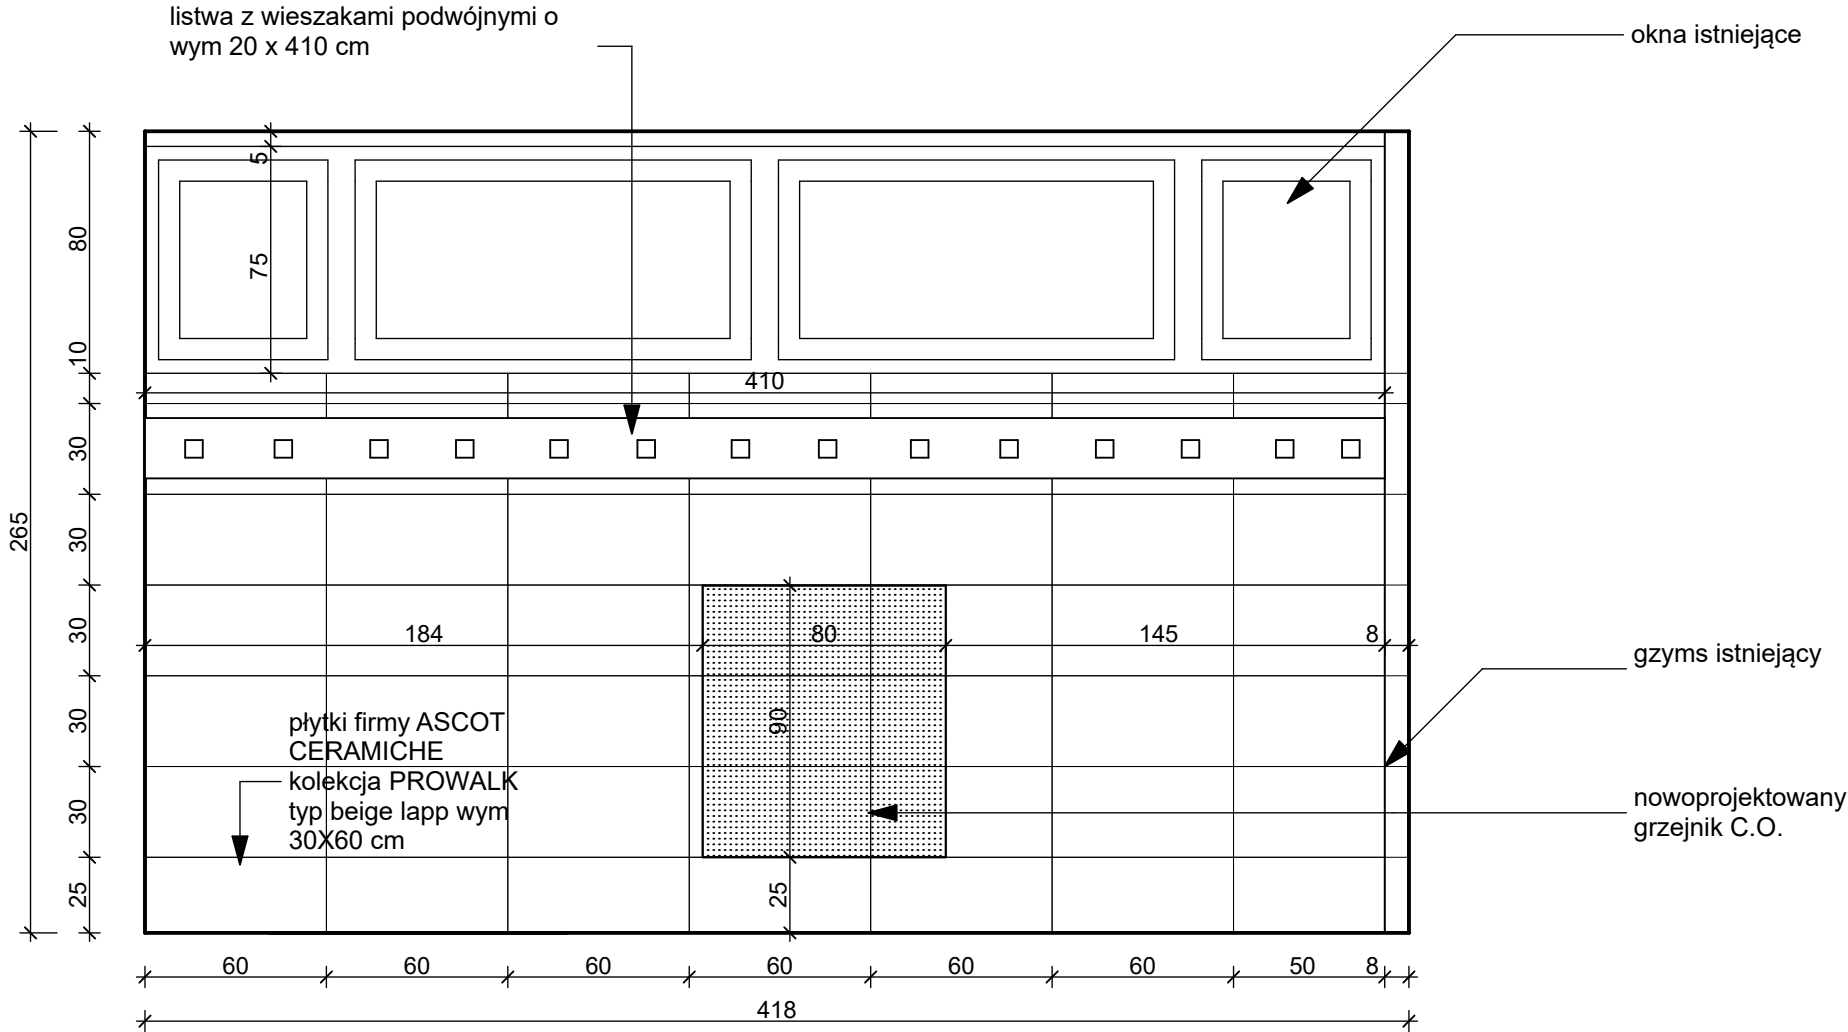 listwa z wieszakami podwójnymi o
wym 20 x 410 cm
okna istniejące
5
80
75
10
410
30
265
30
30
184
80
145
8
gzyms istniejący
30
90
płytki firmy ASCOT
CERAMICHE
kolekcja PROWALK
typ beige lapp wym
30X60 cm
30
nowoprojektowany
grzejnik C.O.
25
25
60
60
60
60
60
60
50
8
418